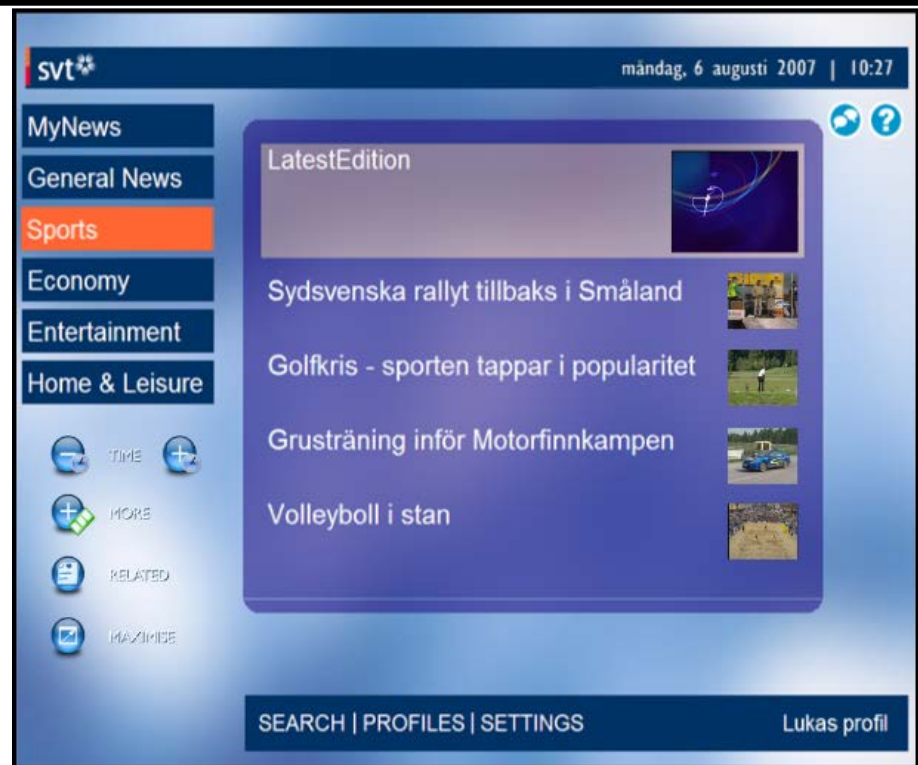 svt
måndag, 6 augusti 2007 | 10:27
MyNews
General News
Sports
Economy
Entertainment
Home & Leisure
TIME
MORE
RELATED
MAXIMISE
?
LatestEdition
Sydsvenska rallyt tillbaks i Småland
Golfkris - sporten tappar i popularitet
Grusträning inför Motorfinnkampen
Volleyboll i stan
SEARCH | PROFILES | SETTINGS
Lukas profil